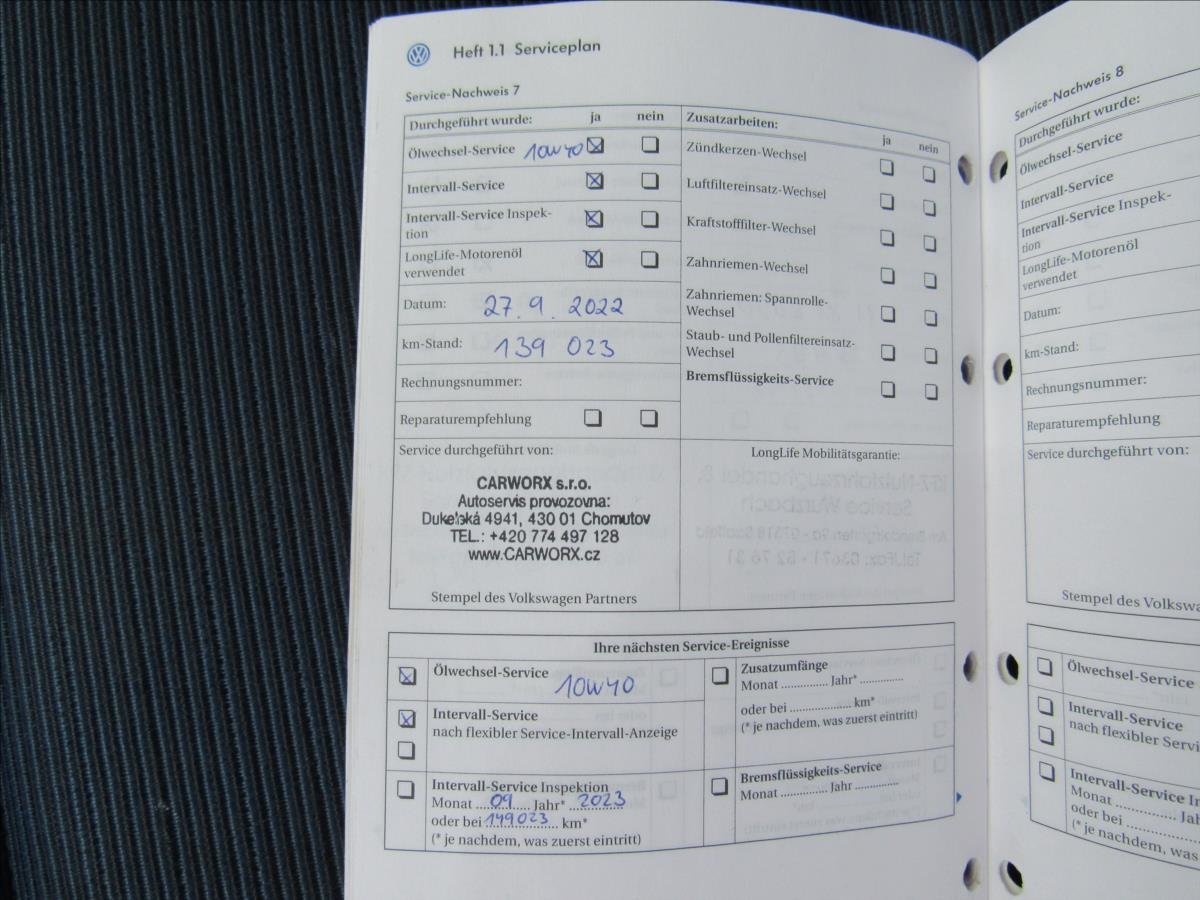 Heft 1.1 Serviceplan
Service-Nachweis 7
Durchgeführt wurde: ja nein
Ölwechsel-Service 10W40
Intervall-Service
Intervall-Service Inspek-
tion
LongLife-Motorenöl
verwendet
Datum: 27. 9. 2022
km-Stand: 139 023
Rechnungsnummer:
Reparaturempfehlung
Zusatzarbeiten: ja nein
Zündkerzen-Wechsel
Luftfiltereinsatz-Wechsel
Kraftstofffilter-Wechsel
Zahnriemen-Wechsel
Zahnriemen: Spannrolle-
Wechsel
Staub- und Pollenfiltereinsatz-
Wechsel
Bremsflüssigkeits-Service
Service durchgeführt von:
CARWORX s.r.o.
Autoservis provozovna:
Dukelská 4941, 430 01 Chomutov
TEL.: +420 774 497 128
www.CARWORX.cz
Stempel des Volkswagen Partners
LongLife Mobilitätsgarantie:
Ihre nächsten Service-Ereignisse
Ölwechsel-Service
10W40
Intervall-Service
nach flexibler Service-Intervall-Anzeige
Intervall-Service Inspektion
Monat 09 Jahr* 2023
oder bei 149023 km*
(* je nachdem, was zuerst eintritt)
Zusatzumfänge
Monat .............. Jahr* ..............
oder bei .................... km*
(* je nachdem, was zuerst eintritt)
Bremsflüssigkeits-Service
Monat .............. Jahr ..............
Service-Nachweis 8
Durchgeführt wurde:
Ölwechsel-Service
Intervall-Service
Intervall-Service Inspek-
tion
LongLife-Motorenöl
verwendet
Datum:
km-Stand:
Rechnungsnummer:
Reparaturempfehlung
Service durchgeführt von:
Stempel des Volksw
Ölwechsel-Service
Intervall-Service
nach flexibler Servi
Intervall-Service In
Monat .............. Jah
oder bei
(* je nachdem, was